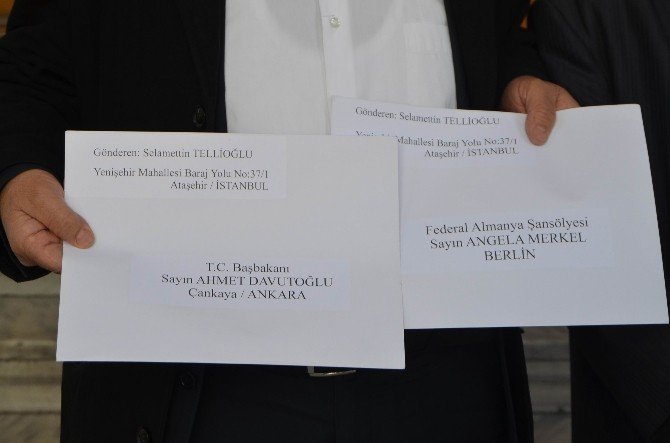 Gönderen: Selamettin TELLİOĞLU
Yenişehir Mahallesi Baraj Yolu No:37/1
Ataşehir / İSTANBUL
T.C. Başbakanı
Sayın AHMET DAVUTOĞLU
Çankaya / ANKARA
Gönderen: Selamettin TELLİOĞLU
Mahallesi Baraj Yolu No:37/1
Ataşehir / İSTANBUL
Federal Almanya Şansölyesi
Sayın ANGELA MERKEL
BERLİN